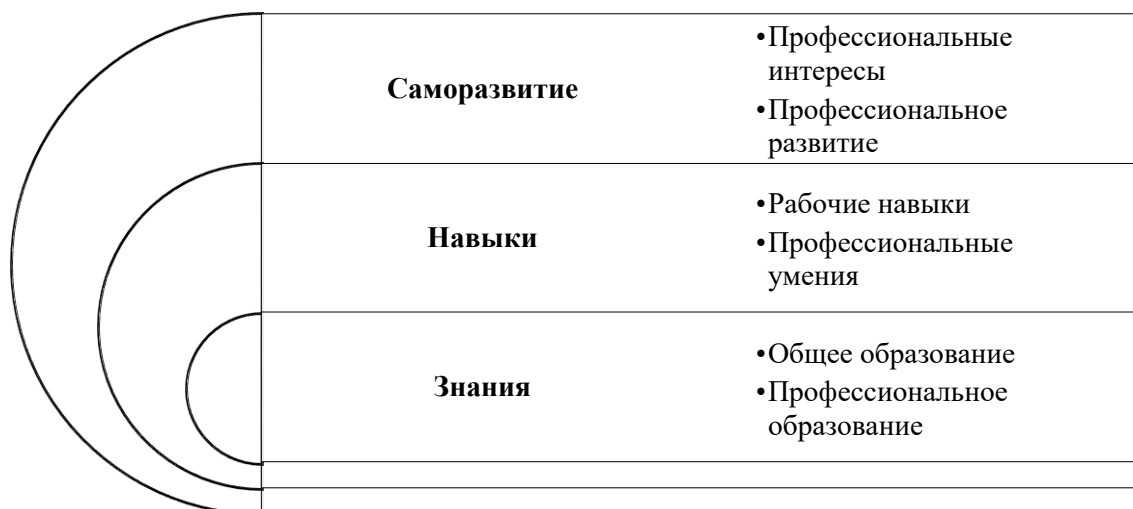 Саморазвитие
•Профессиональные
интересы
•Профессиональное
развитие
Навыки
•Рабочие навыки
•Профессиональные
умения
Знания
•Общее образование
•Профессиональное
образование